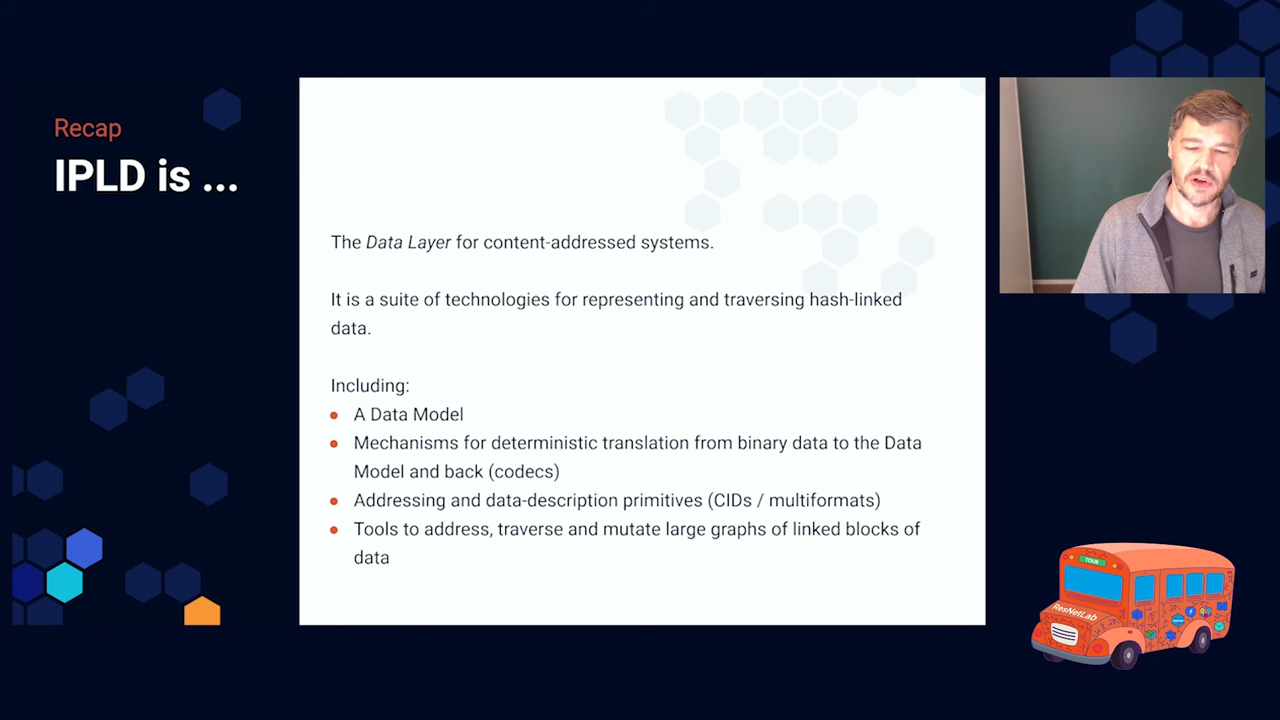 Recap
IPLD is ...
The Data Layer for content-addressed systems.
It is a suite of technologies for representing and traversing hash-linked
data.
Including:
A Data Model
Mechanisms for deterministic translation from binary data to the Data
Model and back (codecs)
Addressing and data-description primitives (CIDs / multiformats)
Tools to address, traverse and mutate large graphs of linked blocks of
data
TOUR
ResNetLab